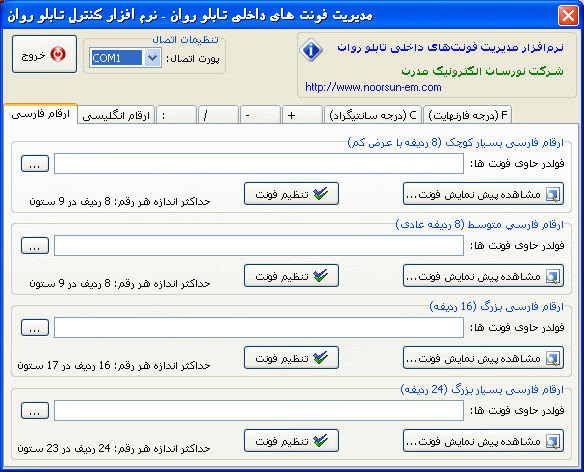 مدیریت فونت های داخلی تابلو روان - نرم افزار کنترل تابلو روان
نرم‌افزار مدیریت فونت‌های داخلی تابلو روان
شرکت نورسان الکترونیک مدرن
http://www.noorsun-em.com
تنظیمات اتصال
پورت اتصال: COM1
خروج
ارقام فارسی
ارقام انگلیسی
:
/
-
+
C (درجه سانتیگراد)
F (درجه فارنهایت)
ارقام فارسی بسیار کوچک (8 ردیفه با عرض کم)
فولدر حاوی فونت ها:
...
مشاهده پیش نمایش فونت...
تنظیم فونت
حداکثر اندازه هر رقم: 8 ردیف در 9 ستون
ارقام فارسی متوسط (8 ردیفه عادی)
فولدر حاوی فونت ها:
...
مشاهده پیش نمایش فونت...
تنظیم فونت
حداکثر اندازه هر رقم: 8 ردیف در 9 ستون
ارقام فارسی بزرگ (16 ردیفه)
فولدر حاوی فونت ها:
...
مشاهده پیش نمایش فونت...
تنظیم فونت
حداکثر اندازه هر رقم: 16 ردیف در 17 ستون
ارقام فارسی بسیار بزرگ (24 ردیفه)
فولدر حاوی فونت ها:
...
مشاهده پیش نمایش فونت...
تنظیم فونت
حداکثر اندازه هر رقم: 24 ردیف در 23 ستون